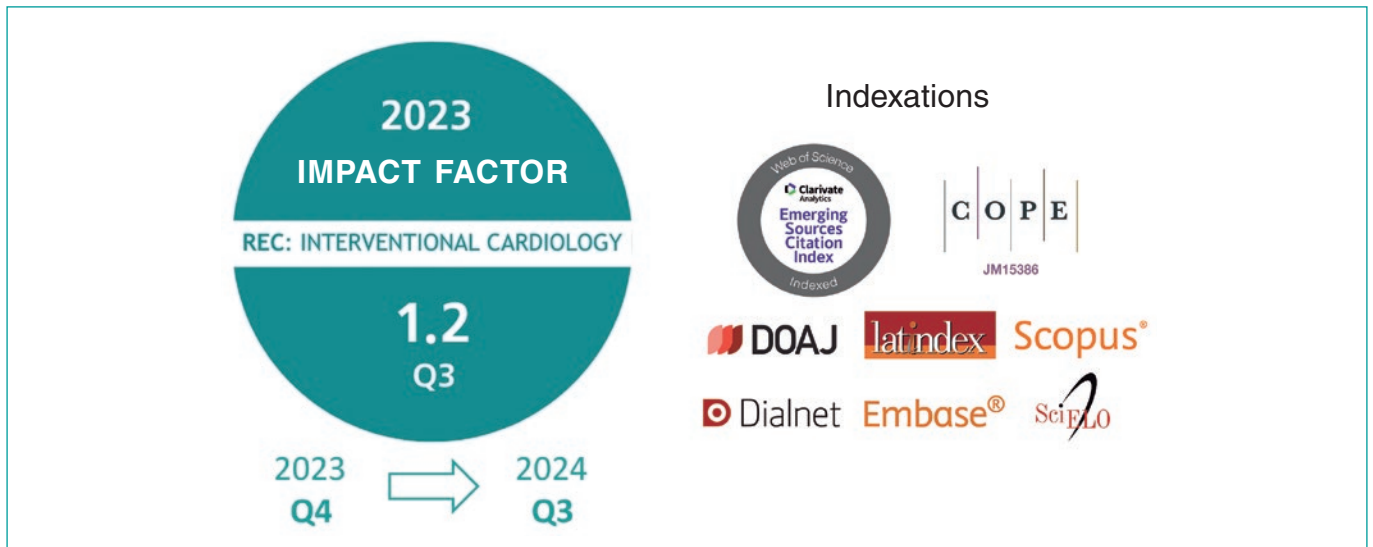 2023
IMPACT FACTOR
REC: INTERVENTIONAL CARDIOLOGY
1.2
Q3
2023
Q4
2024
Q3
Indexations
Web of Science
Clarivate
Analytics
Emerging
Sources
Citation
Index
Indexed
COPE
JM15386
DOAJ
latindex
Scopus®
Dialnet
Embase®
SciELO